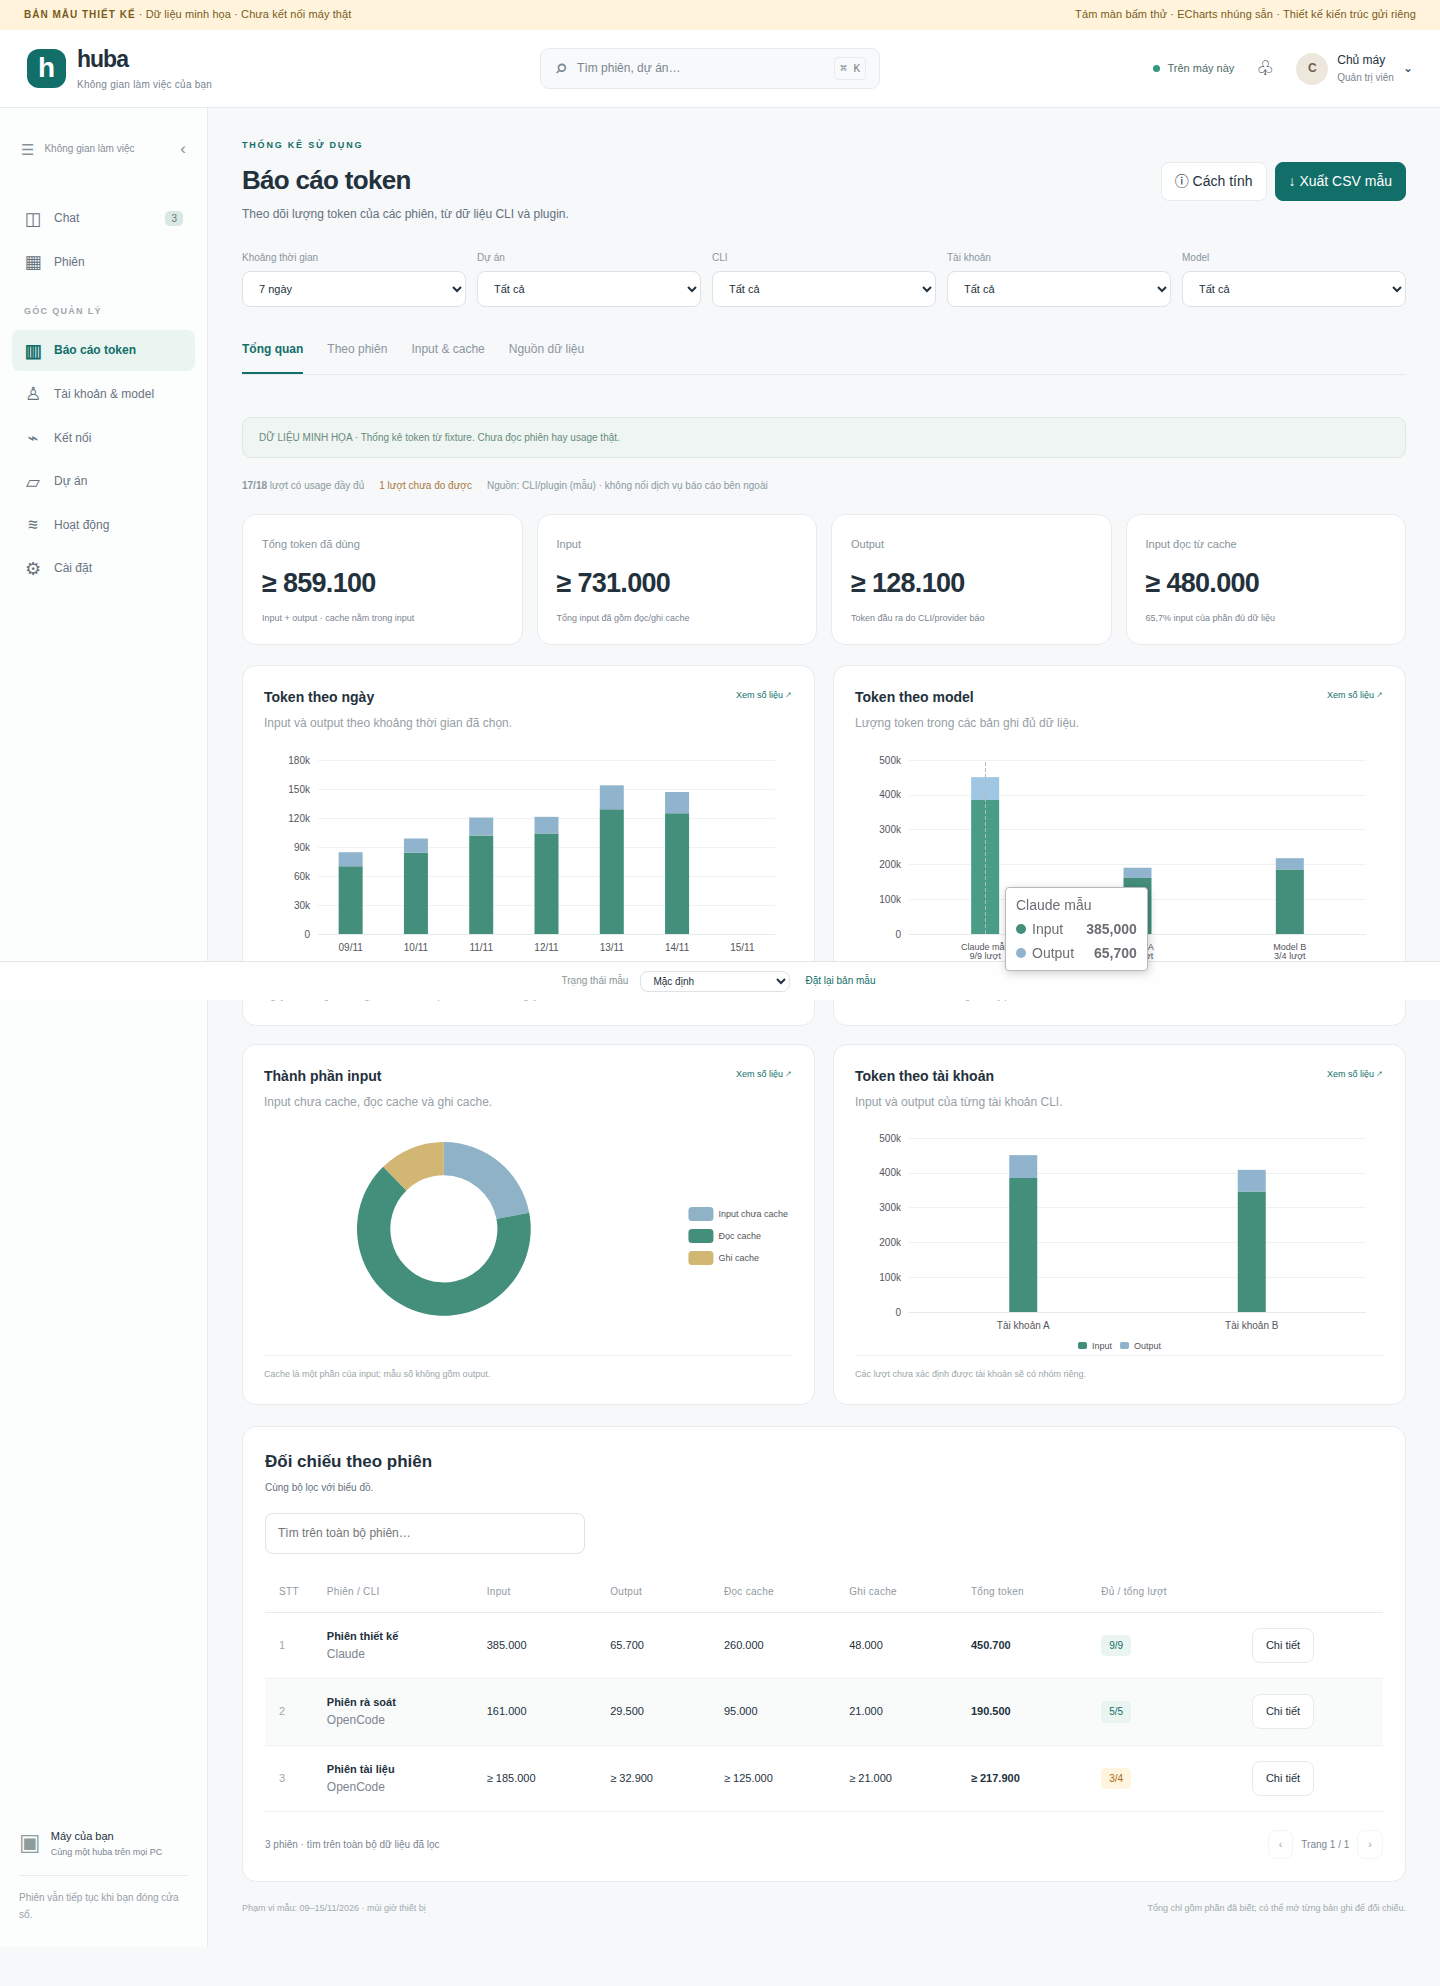 BẢN MẪU THIẾT KẾ · Dữ liệu minh họa · Chưa kết nối máy thật
Tám màn bấm thử · ECharts nhúng sẵn · Thiết kế kiến trúc gửi riêng
h huba
Không gian làm việc của bạn
Tìm phiên, dự án…
⌘ K
Trên máy này
C
Chủ máy
Quản trị viên
Không gian làm việc
Chat 3
Phiên
GÓC QUẢN LÝ
Báo cáo token
Tài khoản & model
Kết nối
Dự án
Hoạt động
Cài đặt
THỐNG KÊ SỬ DỤNG
Báo cáo token
Theo dõi lượng token của các phiên, từ dữ liệu CLI và plugin.
ⓘ Cách tính
↓ Xuất CSV mẫu
Khoảng thời gian Dự án CLI Tài khoản Model
7 ngày Tất cả Tất cả Tất cả Tất cả
Tổng quan Theo phiên Input & cache Nguồn dữ liệu
DỮ LIỆU MINH HỌA · Thống kê token từ fixture. Chưa đọc phiên hay usage thật.
17/18 lượt có usage đầy đủ 1 lượt chưa đo được Nguồn: CLI/plugin (mẫu) · không nối dịch vụ báo cáo bên ngoài
Tổng token đã dùng
≥ 859.100
Input + output · cache nằm trong input
Input
≥ 731.000
Tổng input đã gồm đọc/ghi cache
Output
≥ 128.100
Token đầu ra do CLI/provider báo
Input đọc từ cache
≥ 480.000
65,7% input của phần đủ dữ liệu
Token theo ngày
Xem số liệu ↗
Input và output theo khoảng thời gian đã chọn.
180k
150k
120k
90k
60k
30k
0
09/11 10/11 11/11 12/11 13/11 14/11 15/11
Token theo model
Xem số liệu ↗
Lượng token trong các bản ghi đủ dữ liệu.
500k
400k
300k
200k
100k
0
Claude mẫu
Input 385,000
Output 65,700
9/9 lượt
Model B
3/4 lượt
Trạng thái mẫu Mặc định Đặt lại bản mẫu
Thành phần input
Xem số liệu ↗
Input chưa cache, đọc cache và ghi cache.
Input chưa cache
Đọc cache
Ghi cache
Cache là một phần của input; mẫu số không gồm output.
Token theo tài khoản
Xem số liệu ↗
Input và output của từng tài khoản CLI.
500k
400k
300k
200k
100k
0
Tài khoản A Tài khoản B
Input Output
Các lượt chưa xác định được tài khoản sẽ có nhóm riêng.
Đối chiếu theo phiên
Cùng bộ lọc với biểu đồ.
Tìm trên toàn bộ phiên…
STT Phiên / CLI Input Output Đọc cache Ghi cache Tổng token Đủ / tổng lượt
1 Phiên thiết kế 385.000 65.700 260.000 48.000 450.700 9/9 Chi tiết
Claude
2 Phiên rà soát 161.000 29.500 95.000 21.000 190.500 5/5 Chi tiết
OpenCode
3 Phiên tài liệu ≥ 185.000 ≥ 32.900 ≥ 125.000 ≥ 21.000 ≥ 217.900 3/4 Chi tiết
OpenCode
3 phiên · tìm trên toàn bộ dữ liệu đã lọc
‹ Trang 1 / 1 ›
Máy của bạn
Cùng một huba trên mọi PC
Phiên vẫn tiếp tục khi bạn đóng cửa
sổ.
Phạm vi mẫu: 09–15/11/2026 · múi giờ thiết bị
Tổng chỉ gồm phần đã biết; có thể mở từng bản ghi để đối chiếu.